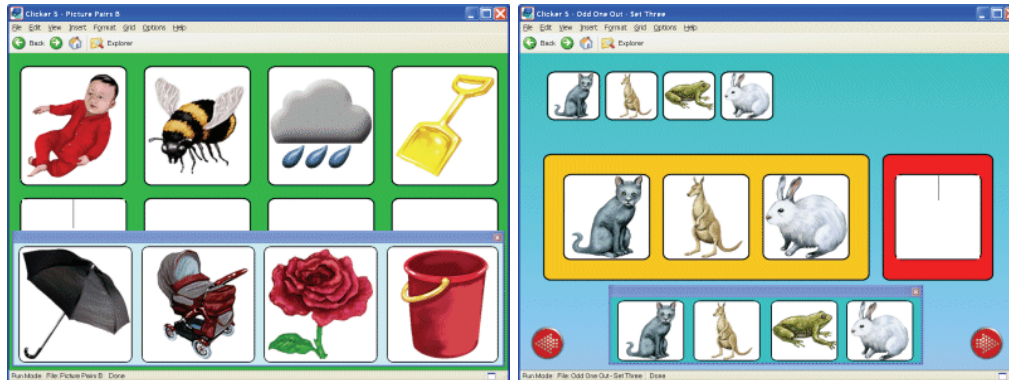 Clicker 5 - Picture Pairs B
File Edit View Insert Format Grid Options Help
Back Explorer
Run Mode File: Picture Pairs B Done
Clicker 5 - Odd One Out - Set Three
File Edit View Insert Format Grid Options Help
Back Explorer
Run Mode File: Odd One Out - Set Three Done